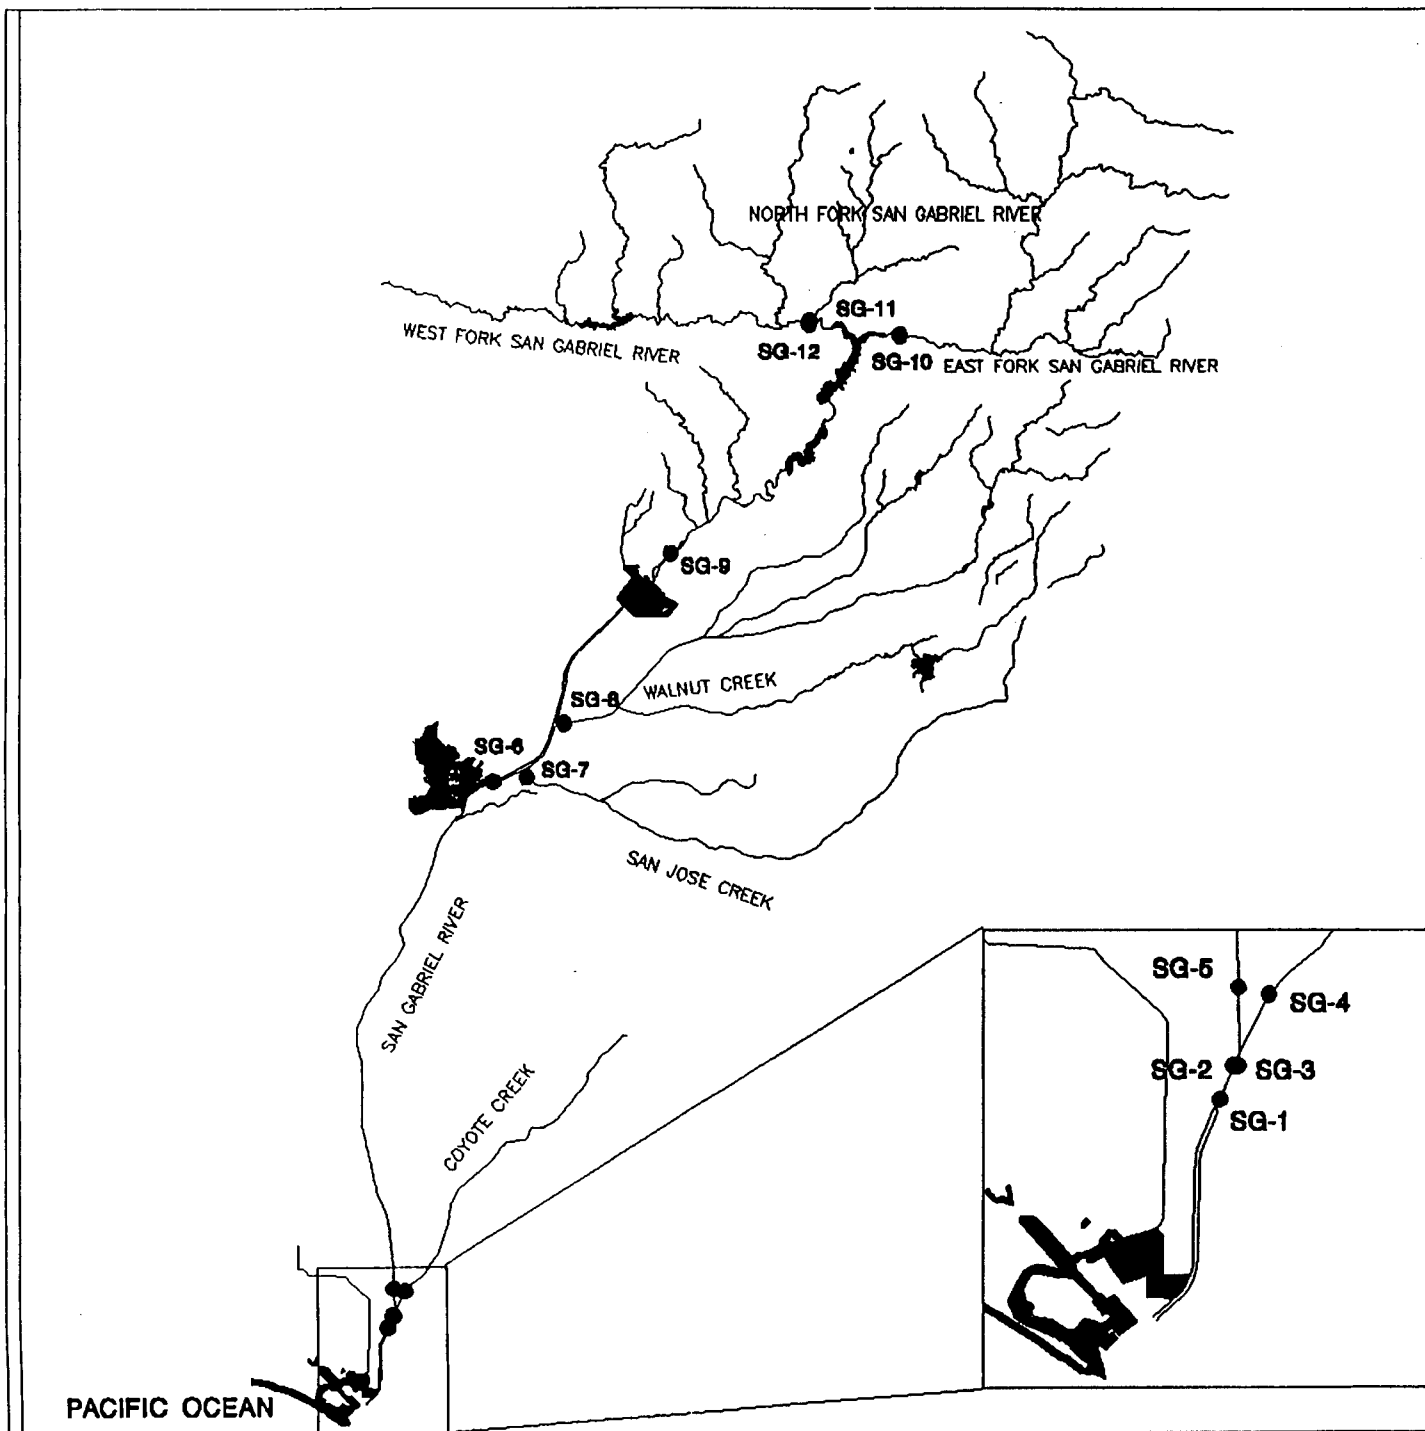 NORTH FORK SAN GABRIEL RIVER
SG-11
WEST FORK SAN GABRIEL RIVER
SG-12
SG-10
EAST FORK SAN GABRIEL RIVER
SG-9
WALNUT CREEK
SG-8
SG-6
SG-7
SAN JOSE CREEK
SAN GABRIEL RIVER
COYOTE CREEK
SG-5
SG-4
SG-2
SG-3
SG-1
PACIFIC OCEAN